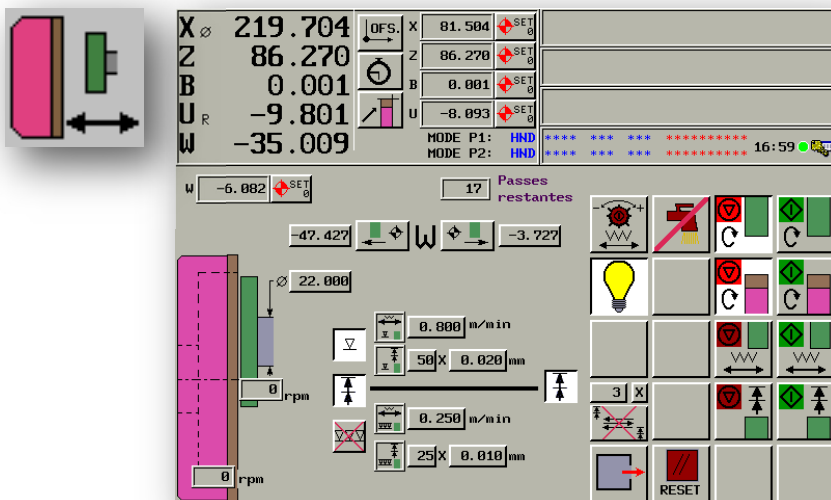 X ⌀ 219.704 OFS. X 81.504 SET 0
Z 86.270 Z 86.270 SET 0
B 0.001 B 0.001 SET 0
U R -9.801 U -8.093 SET 0
W -35.009 MODE P1: HND **** *** *** **********
MODE P2: HND **** *** *** **********
16:59
W -6.082 SET 0 17 Passes
restantes
-47.427 W -3.727
⌀ 22.000
0.800 m/min
50 X 0.020 mm
0 rpm
3 X
0.250 m/min
25 X 0.010 mm
0 rpm
RESET